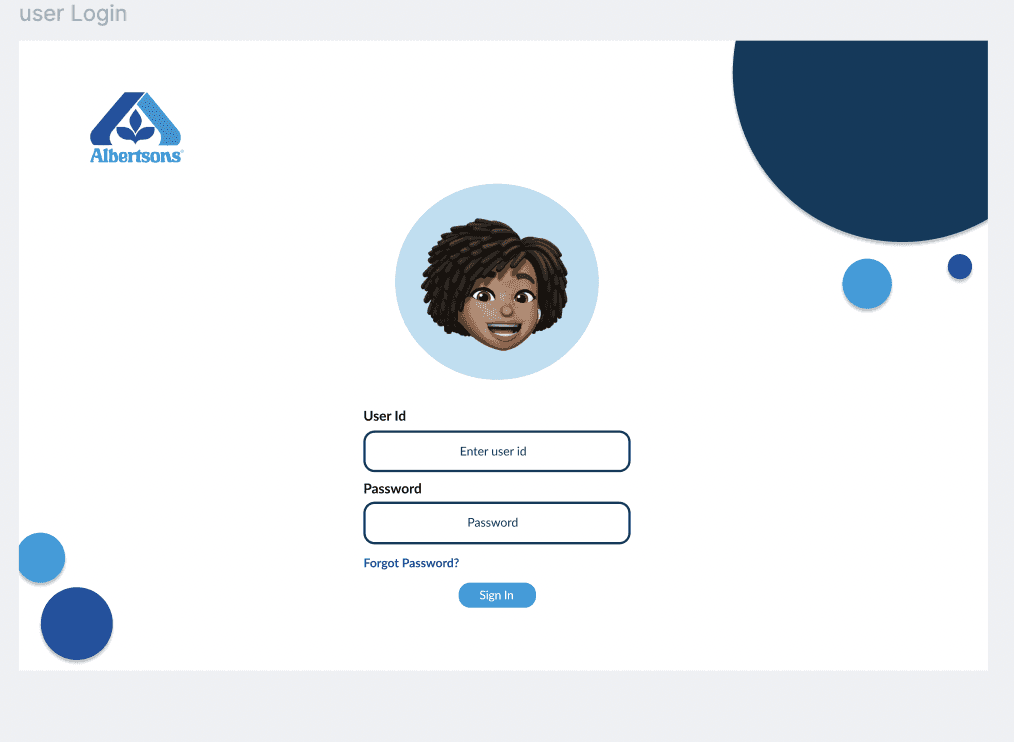 user Login
Albertsons
User Id
Enter user id
Password
Password
Forgot Password?
Sign In